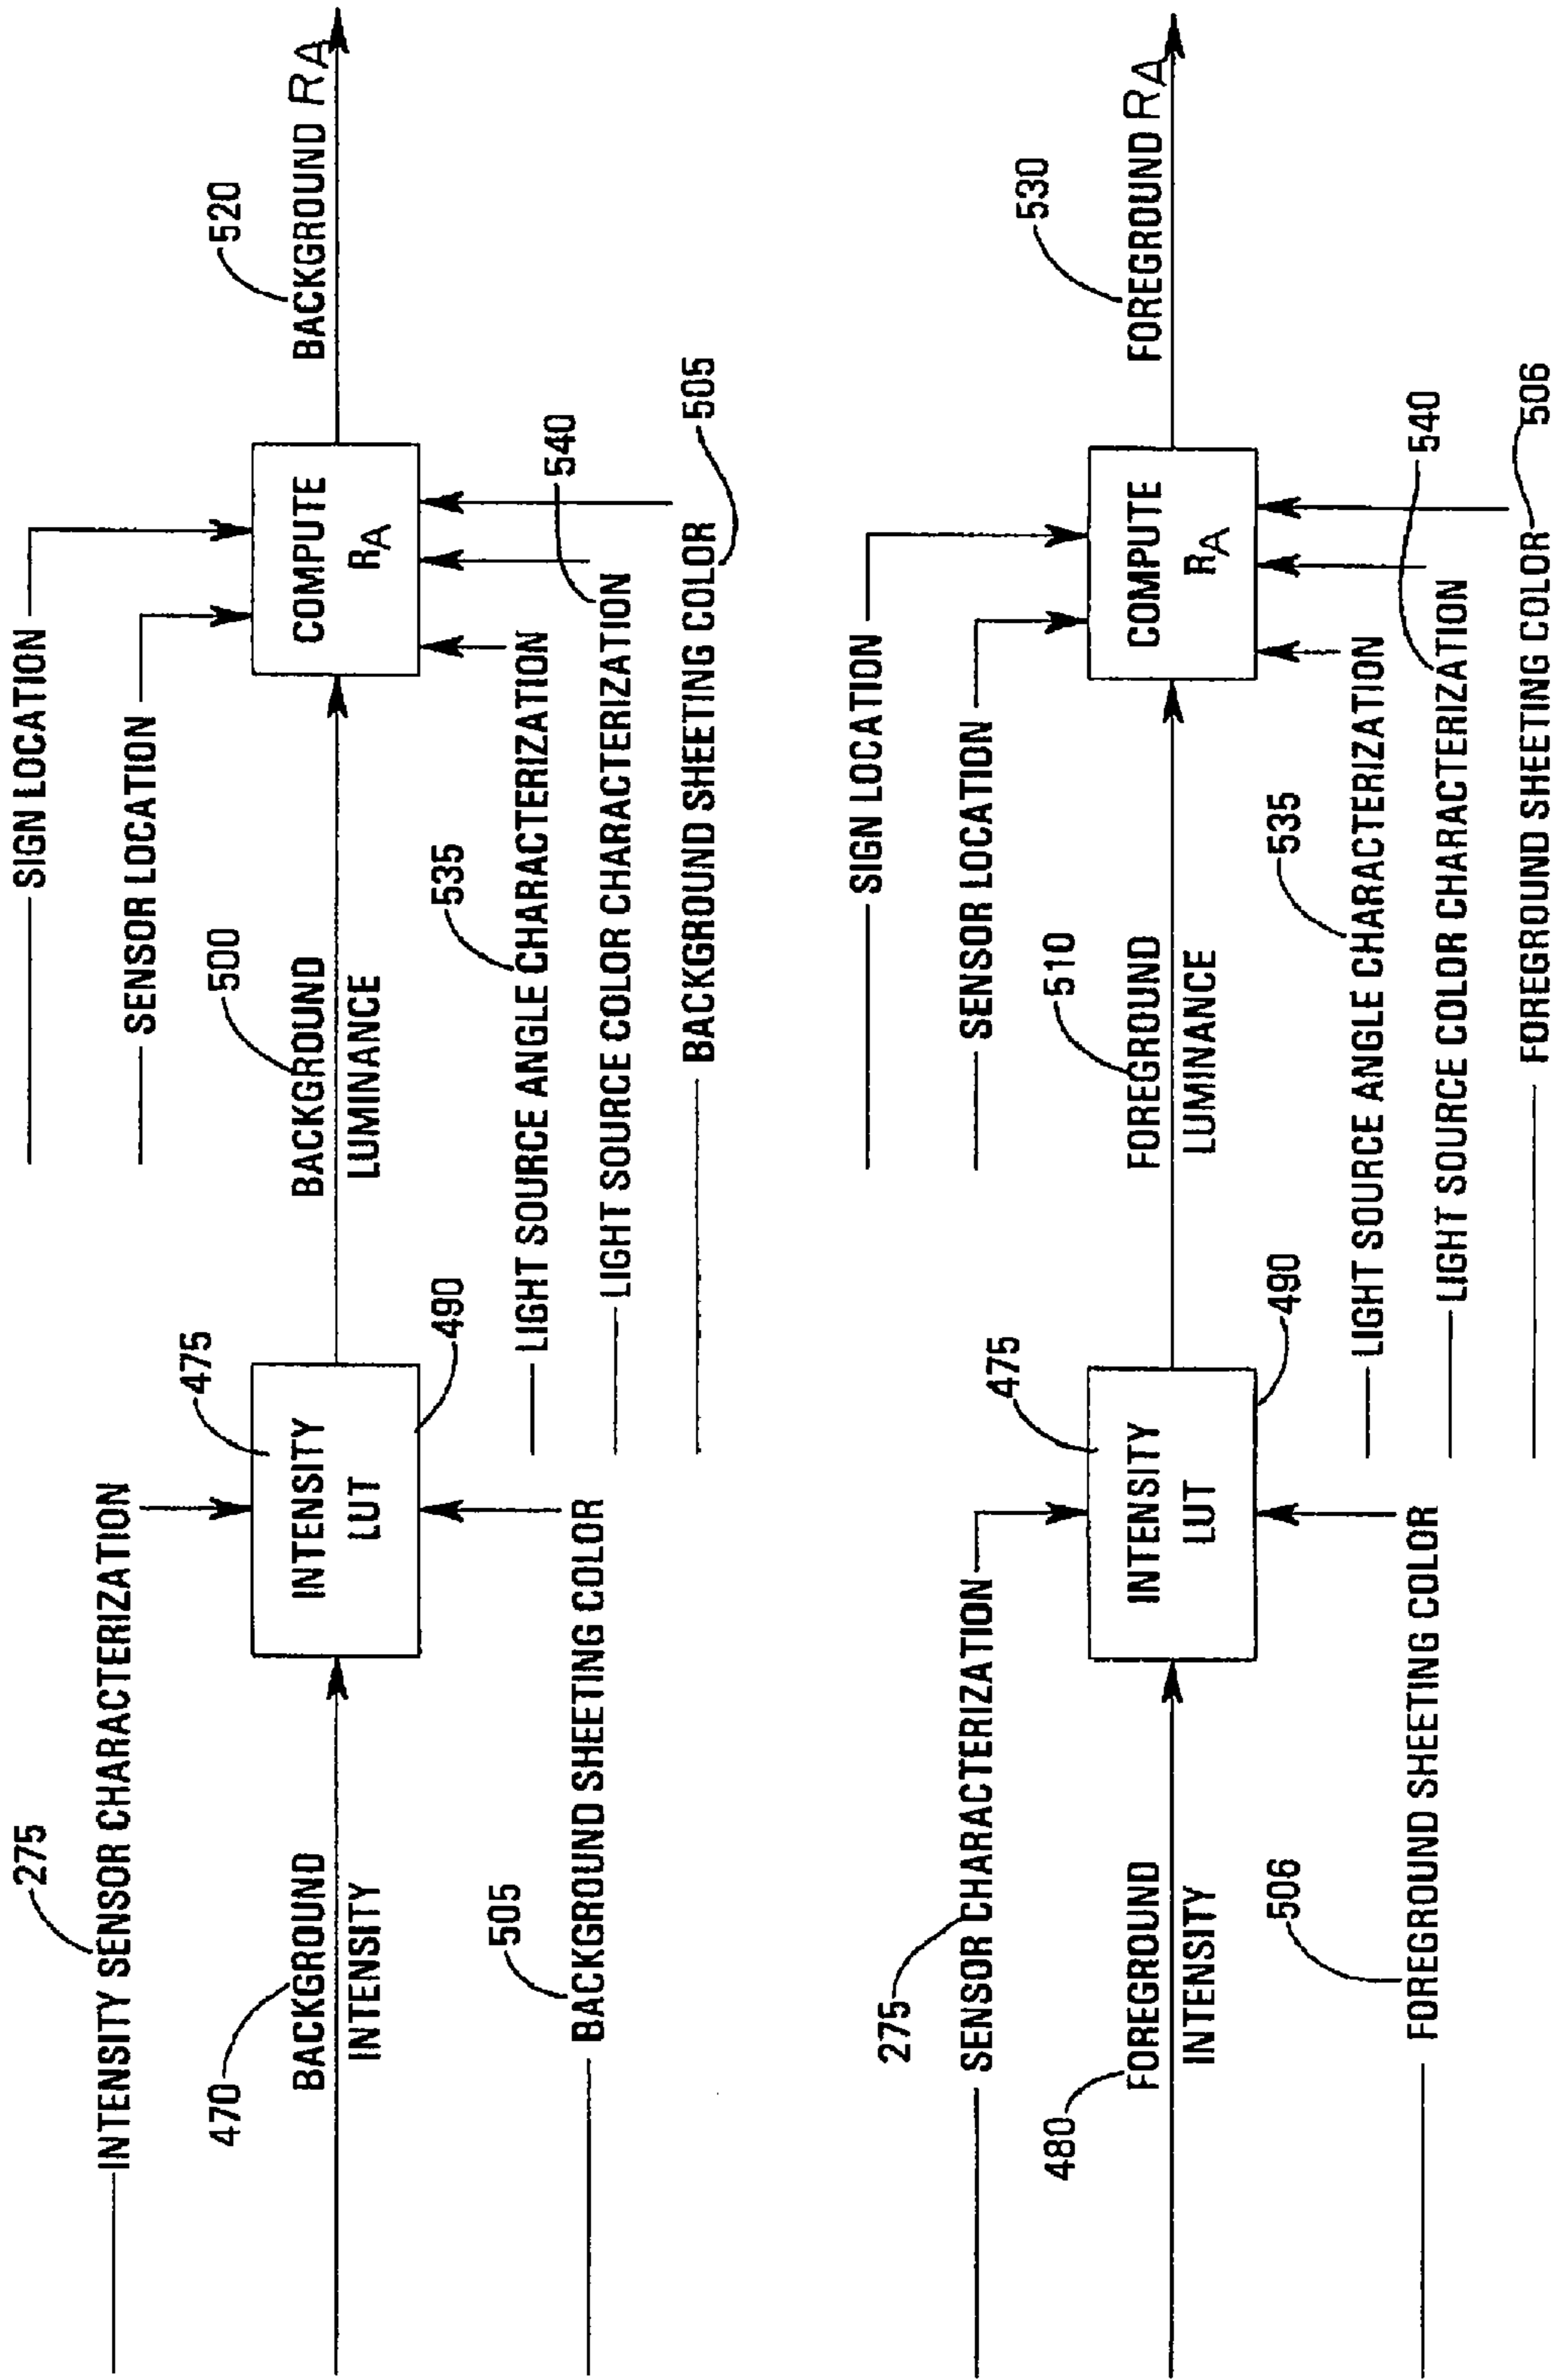 SIGN LOCATION
SENSOR LOCATION
275
INTENSITY SENSOR CHARACTERIZATION
470
BACKGROUND
INTENSITY
475
INTENSITY
LUT
490
505
BACKGROUND SHEETING COLOR
500
BACKGROUND
LUMINANCE
COMPUTE
RA
520
BACKGROUND RA
535
LIGHT SOURCE ANGLE CHARACTERIZATION
540
LIGHT SOURCE COLOR CHARACTERIZATION
505
BACKGROUND SHEETING COLOR
SIGN LOCATION
SENSOR LOCATION
275
SENSOR CHARACTERIZATION
480
FOREGROUND
INTENSITY
475
INTENSITY
LUT
490
506
FOREGROUND SHEETING COLOR
510
FOREGROUND
LUMINANCE
COMPUTE
RA
530
FOREGROUND RA
535
LIGHT SOURCE ANGLE CHARACTERIZATION
540
LIGHT SOURCE COLOR CHARACTERIZATION
506
FOREGROUND SHEETING COLOR